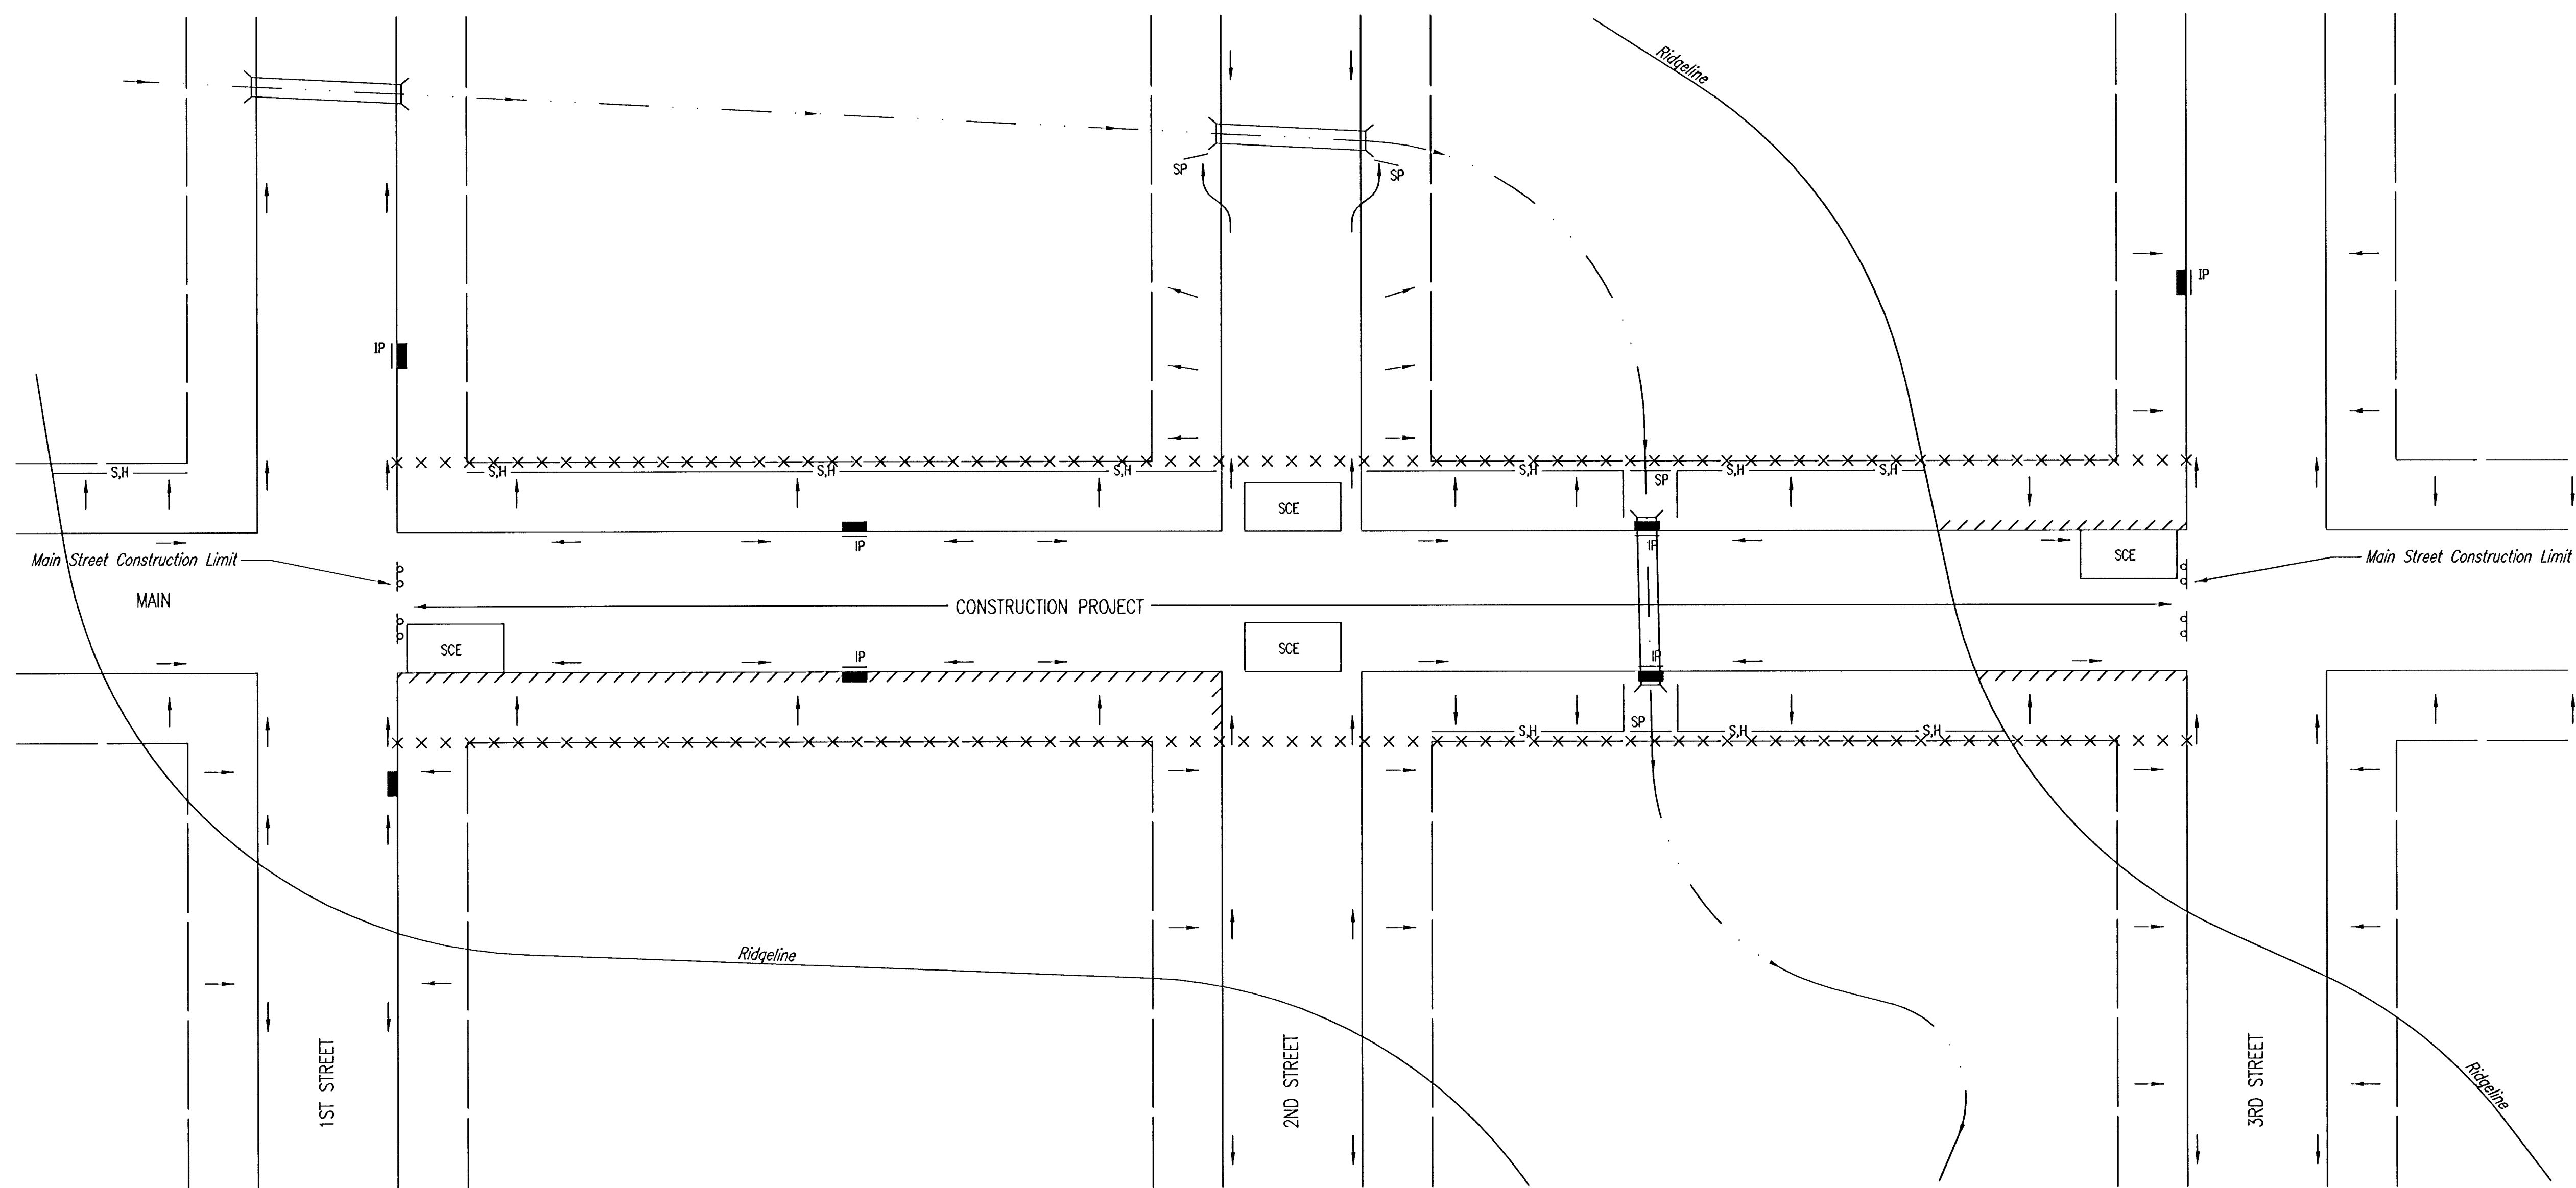 Ridgeline
SP
SP
IP
IP
S,H
S,H
S,H
S,H
S,H
S,H
S,H
SP
SCE
IP
IP
SCE
Main Street Construction Limit
Main Street Construction Limit
MAIN
CONSTRUCTION PROJECT
SCE
SCE
IP
IP
SP
S,H
S,H
S,H
Ridgeline
1ST STREET
2ND STREET
3RD STREET
Ridgeline